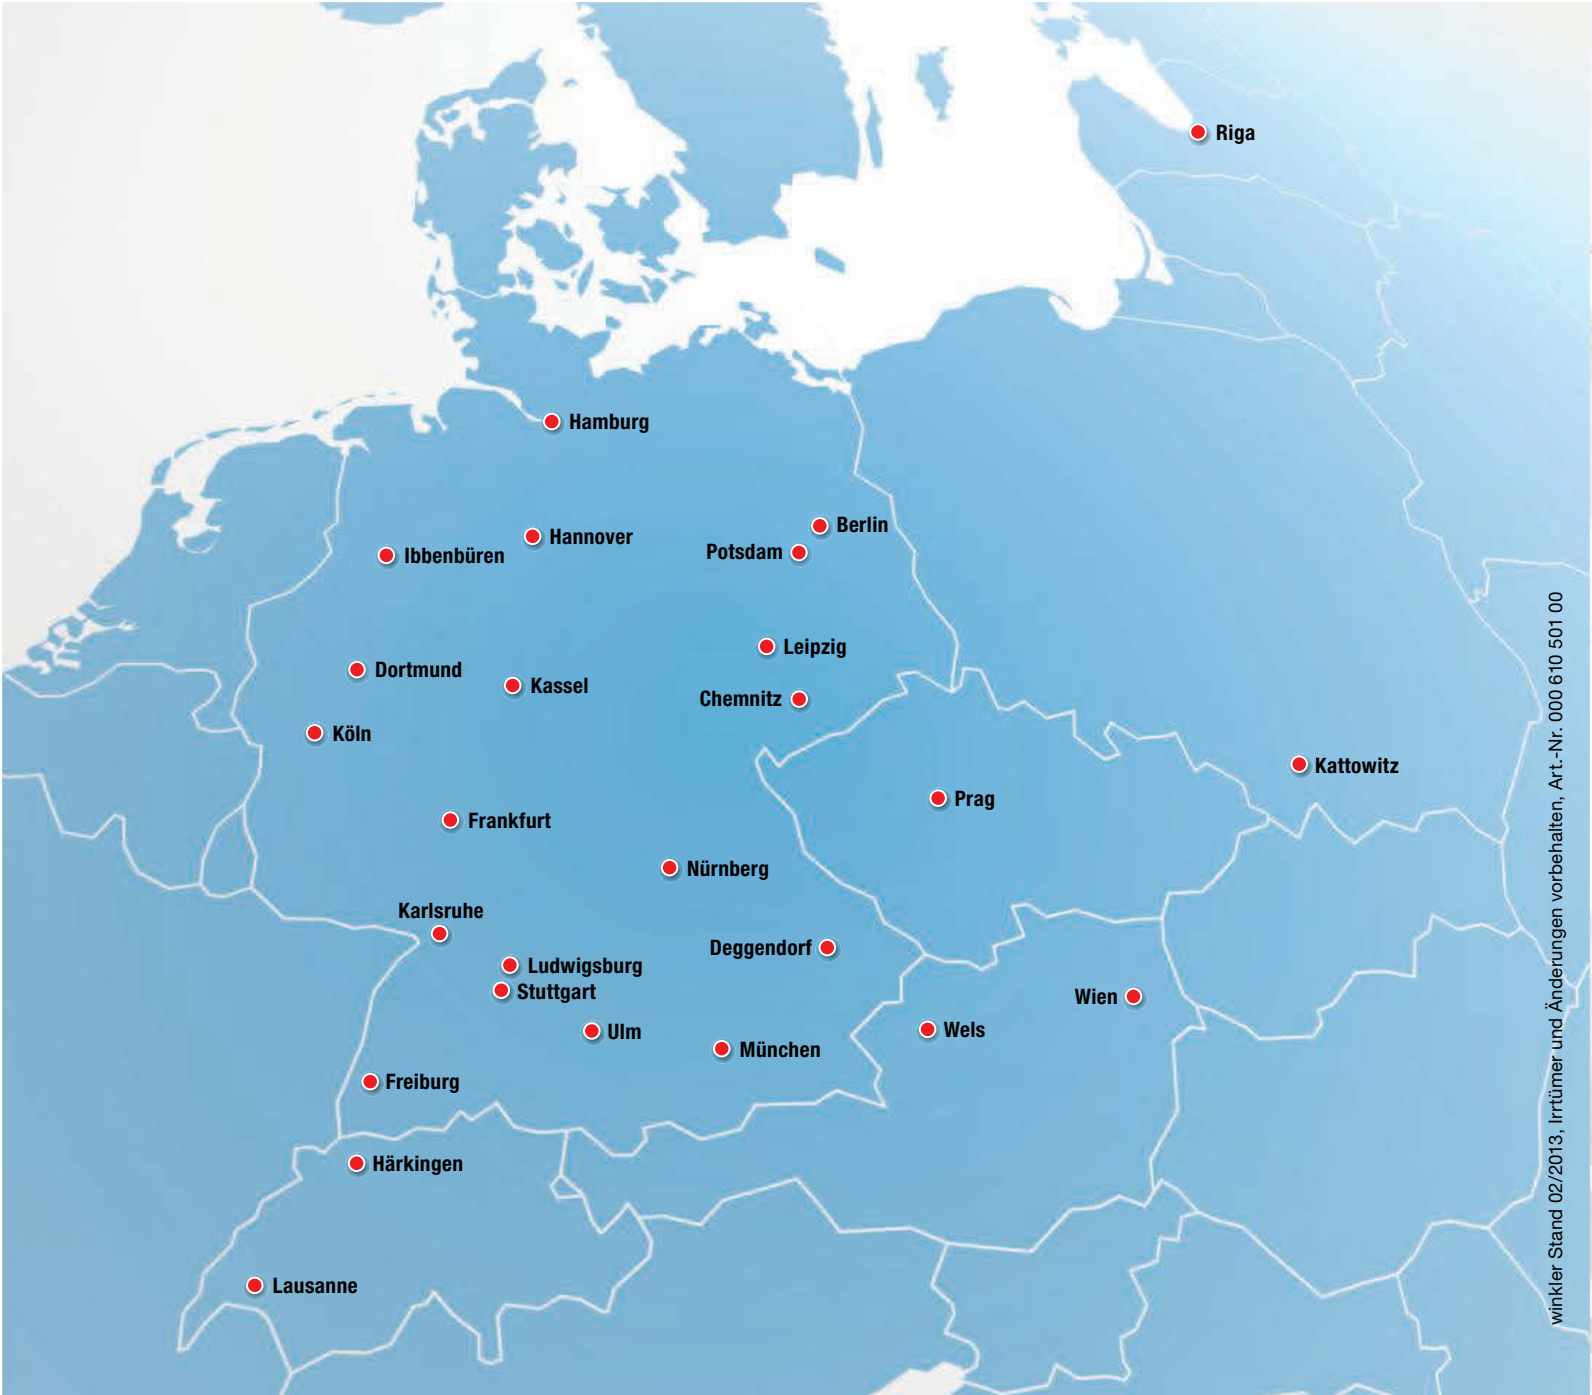 Riga
Hamburg
Berlin
Hannover
Potsdam
Ibbenbüren
Leipzig
Dortmund
Kassel
Chemnitz
Köln
Kattowitz
Prag
Frankfurt
Nürnberg
Karlsruhe
Deggendorf
Ludwigsburg
Stuttgart
Wien
Wels
Ulm
München
Freiburg
Härkingen
Lausanne
winkler Stand 02/2013, Irrtümer und Änderungen vorbehalten, Art.-Nr. 000 610 501 00